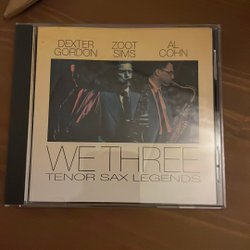 DEXTER GORDON
ZOOT SIMS
AL COHN
WE THREE
TENOR SAX LEGENDS